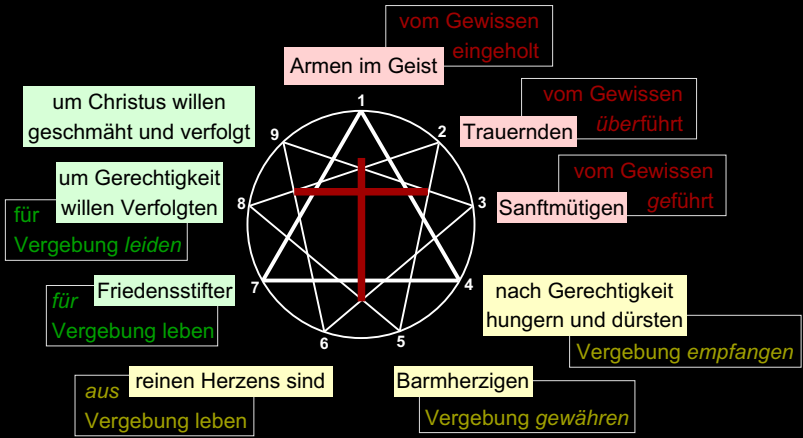 vom Gewissen
eingeholt
Armen im Geist
1
vom Gewissen
überführt
Trauernden
2
vom Gewissen
geführt
Sanftmütigen
3
nach Gerechtigkeit
hungern und dürsten
4
Vergebung empfangen
5
Barmherzigen
Vergebung gewähren
6
reinen Herzens sind
aus
Vergebung leben
7
Friedensstifter
für
Vergebung leben
8
um Gerechtigkeit
willen Verfolgten
für
Vergebung leiden
9
um Christus willen
geschmäht und verfolgt